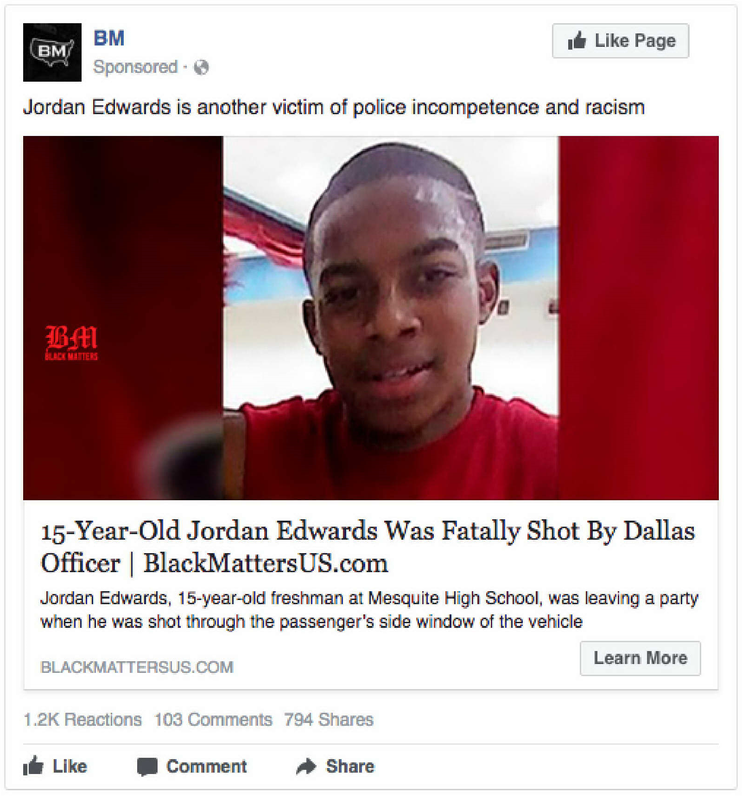 BM
BM
Like Page
Sponsored ·
Jordan Edwards is another victim of police incompetence and racism
BM
BLACK MATTERS
15-Year-Old Jordan Edwards Was Fatally Shot By Dallas
Officer | BlackMattersUS.com
Jordan Edwards, 15-year-old freshman at Mesquite High School, was leaving a party
when he was shot through the passenger's side window of the vehicle
BLACKMATTERSUS.COM
Learn More
1.2K Reactions 103 Comments 794 Shares
Like Comment Share